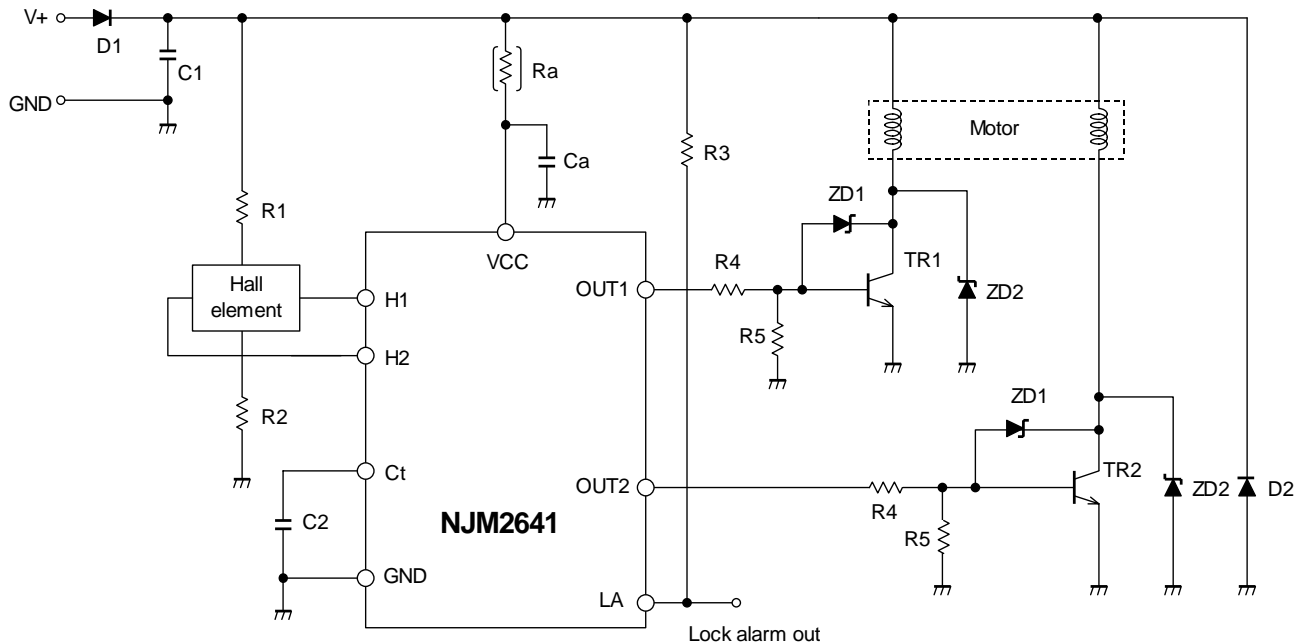 V+
D1
C1
GND
Ra
Ca
R3
Motor
R1
ZD1
TR1
ZD2
VCC
Hall
element
H1
OUT1
R4
R5
H2
R2
ZD1
TR2
Ct
OUT2
R4
ZD2
D2
C2
NJM2641
R5
GND
LA
Lock alarm out